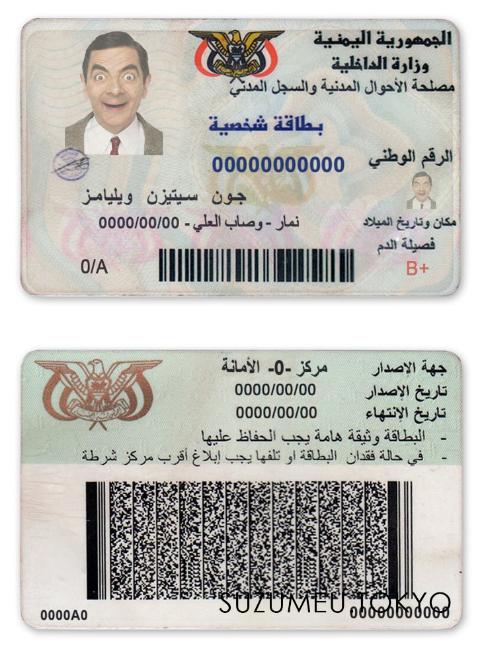 الجمهورية اليمنية
وزارة الداخلية
مصلحة الأحوال المدنية والسجل المدني
بطاقة شخصية
الرقم الوطني 00000000000
جون سيتيزن ويليامز
مكان وتاريخ الميلاد نمار - وصاب العلي - 0000/00/00
فصيلة الدم B+
0/A
جهة الإصدار مركز -0- الأمانة
تاريخ الإصدار 0000/00/00
تاريخ الإنتهاء 0000/00/00
- البطاقة وثيقة هامة يجب الحفاظ عليها
- في حالة فقدان البطاقة او تلفها يجب إبلاغ أقرب مركز شرطة
SUZUMEU.TOKYO
0000A0 00000000000